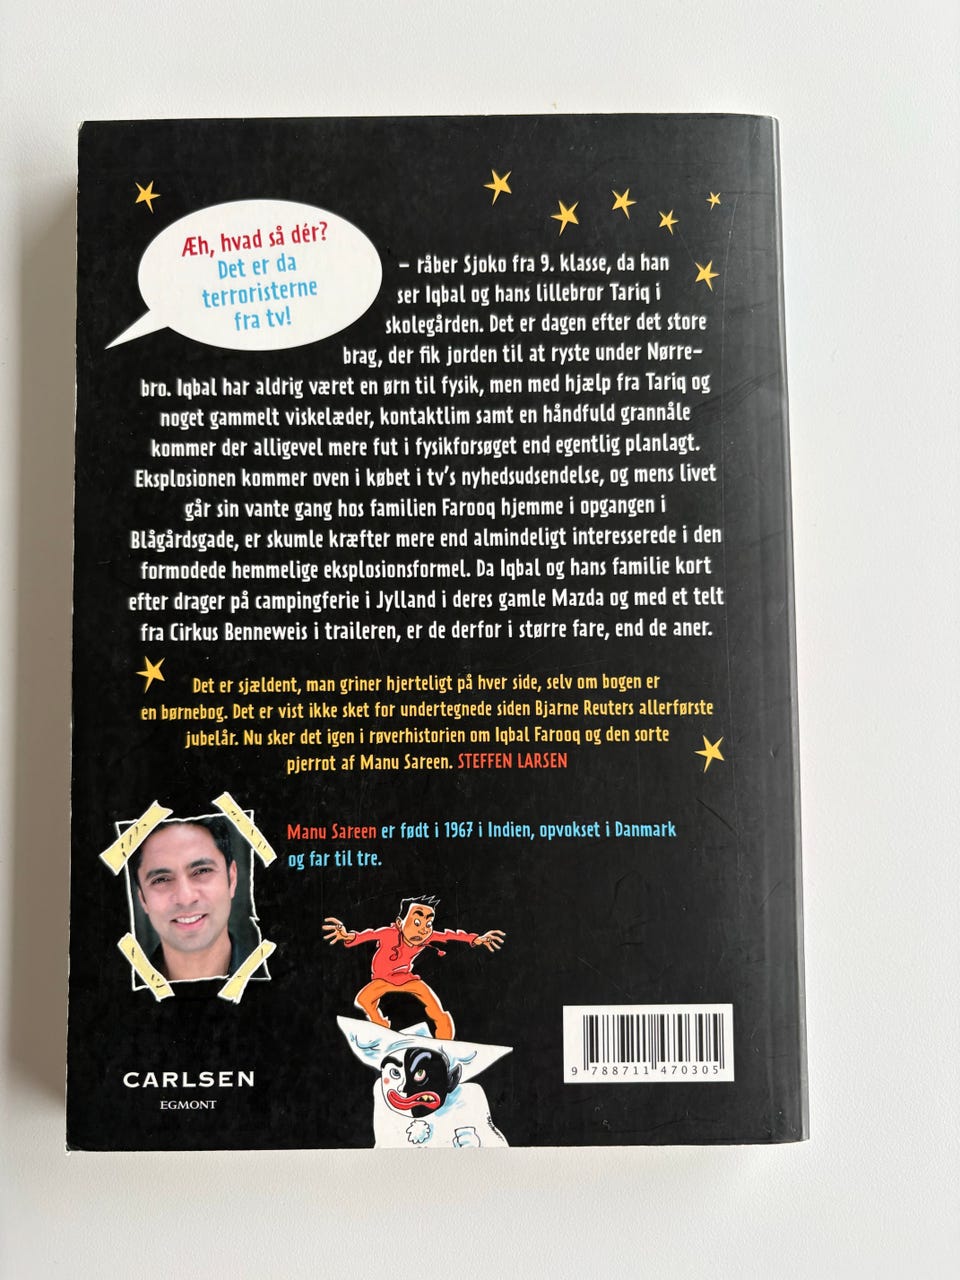 Æh, hvad så dér?
Det er da
terroristerne
fra tv!
– råber Sjoko fra 9. klasse, da han
ser Iqbal og hans lillebror Tariq i
skolegården. Det er dagen efter det store
brag, der fik jorden til at ryste under Nørre-
bro. Iqbal har aldrig været en ørn til fysik, men med hjælp fra Tariq og
noget gammelt viskelæder, kontaktlim samt en håndfuld grannåle
kommer der alligevel mere fut i fysikforsøget end egentlig planlagt.
Eksplosionen kommer oven i købet i tv's nyhedsudsendelse, og mens livet
går sin vante gang hos familien Farooq hjemme i opgangen i
Blågårdsgade, er skumle kræfter mere end almindeligt interesserede i den
formodede hemmelige eksplosionsformel. Da Iqbal og hans familie kort
efter drager på campingferie i Jylland i deres gamle Mazda og med et telt
fra Cirkus Benneweis i traileren, er de derfor i større fare, end de aner.
Det er sjældent, man griner hjerteligt på hver side, selv om bogen er
en børnebog. Det er vist ikke sket for undertegnede siden Bjarne Reuters allerførste
jubelår. Nu sker det igen i røverhistorien om Iqbal Farooq og den sorte
pjerrot af Manu Sareen. STEFFEN LARSEN
Manu Sareen er født i 1967 i Indien, opvokset i Danmark
og far til tre.
CARLSEN
EGMONT
9 788711 470305